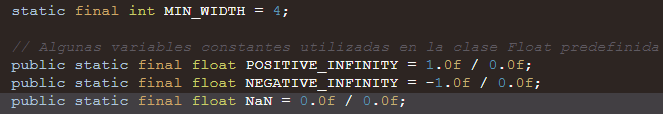 static final int MIN_WIDTH = 4;
// Algunas variables constantes utilizadas en la clase Float predefinida
public static final float POSITIVE_INFINITY = 1.0f / 0.0f;
public static final float NEGATIVE_INFINITY = -1.0f / 0.0f;
public static final float NaN = 0.0f / 0.0f;